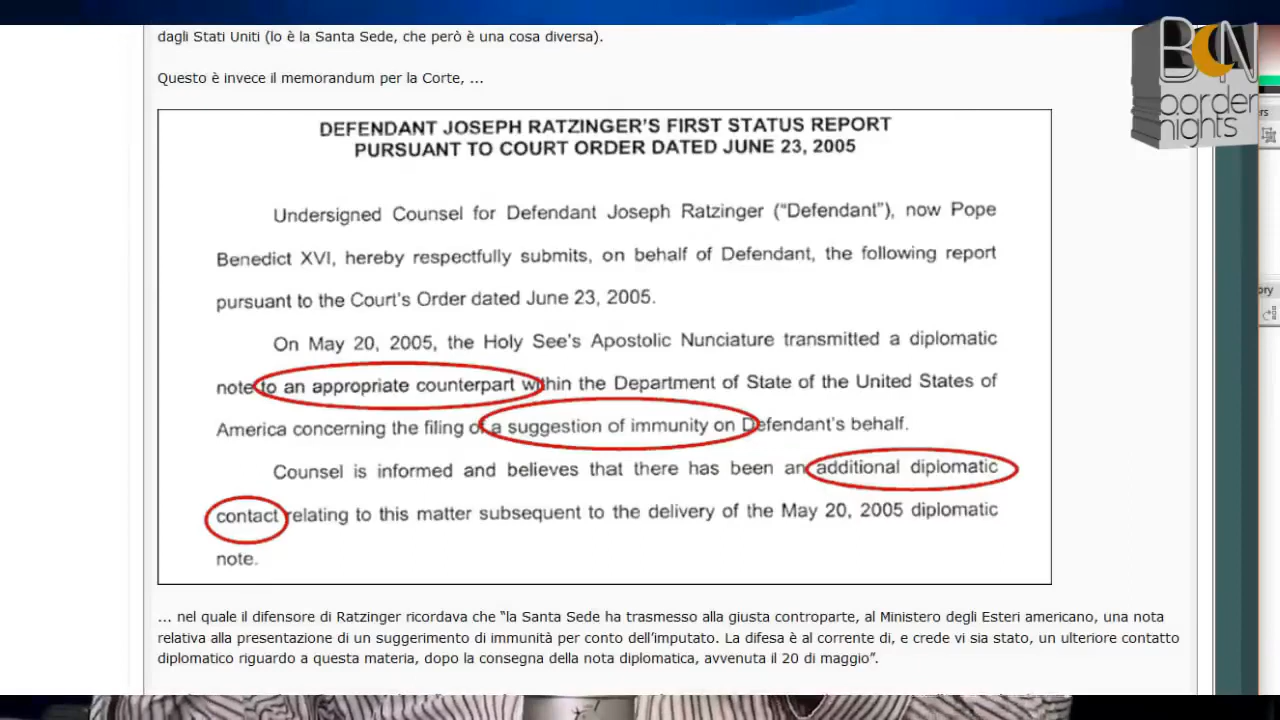 dagli Stati Uniti (lo è la Santa Sede, che però è una cosa diversa).
Questo è invece il memorandum per la Corte, ...
DEFENDANT JOSEPH RATZINGER'S FIRST STATUS REPORT
PURSUANT TO COURT ORDER DATED JUNE 23, 2005
Undersigned Counsel for Defendant Joseph Ratzinger ("Defendant"), now Pope
Benedict XVI, hereby respectfully submits, on behalf of Defendant, the following report
pursuant to the Court's Order dated June 23, 2005.
On May 20, 2005, the Holy See's Apostolic Nunciature transmitted a diplomatic
note to an appropriate counterpart within the Department of State of the United States of
America concerning the filing of a suggestion of immunity on Defendant's behalf.
Counsel is informed and believes that there has been an additional diplomatic
contact relating to this matter subsequent to the delivery of the May 20, 2005 diplomatic
note.
... nel quale il difensore di Ratzinger ricordava che “la Santa Sede ha trasmesso alla giusta controparte, al Ministero degli Esteri americano, una nota
relativa alla presentazione di un suggerimento di immunità per conto dell’imputato. La difesa è al corrente di, e crede vi sia stato, un ulteriore contatto
diplomatico riguardo a questa materia, dopo la consegna della nota diplomatica, avvenuta il 20 di maggio”.
BN
border
nights